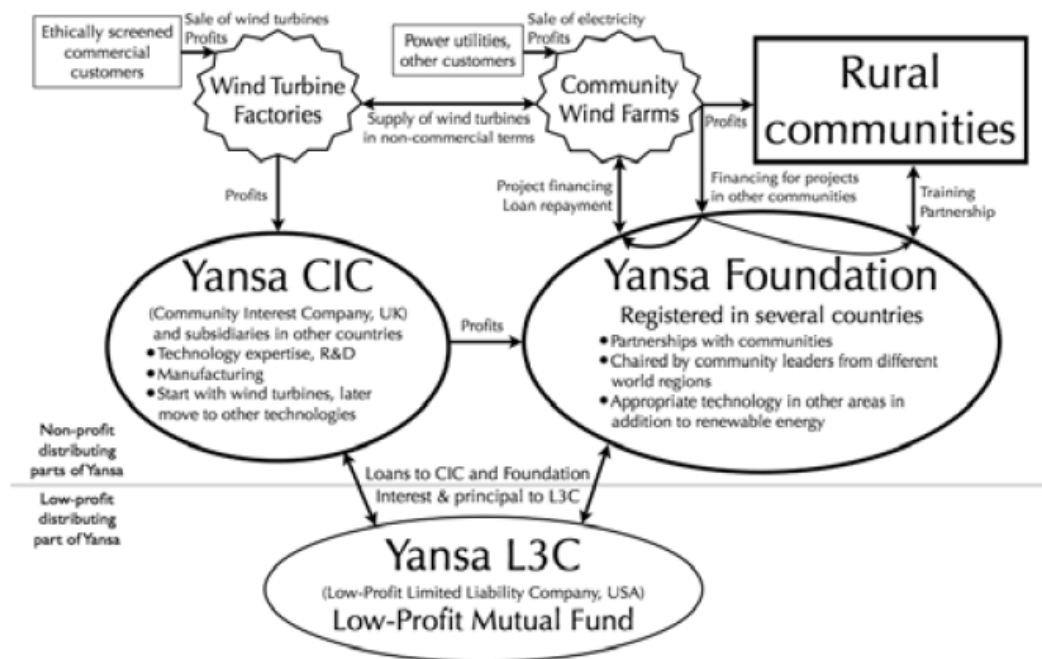 Ethically screened
commercial
customers
Sale of wind turbines
Profits
Wind Turbine
Factories
Power utilities,
other customers
Sale of electricity
Profits
Community
Wind Farms
Supply of wind turbines
in non-commercial terms
Profits
Rural
communities
Profits
Project financing
Loan repayment
Financing for projects
in other communities
Training
Partnership
Yansa CIC
(Community Interest Company, UK)
and subsidiaries in other countries
•Technology expertise, R&D
•Manufacturing
•Start with wind turbines, later
move to other technologies
Profits
Yansa Foundation
Registered in several countries
•Partnerships with communities
•Chaired by community leaders from different
world regions
•Appropriate technology in other areas in
addition to renewable energy
Non-profit
distributing
parts of Yansa
Loans to CIC and Foundation
Interest & principal to L3C
Low-profit
distributing
part of Yansa
Yansa L3C
(Low-Profit Limited Liability Company, USA)
Low-Profit Mutual Fund